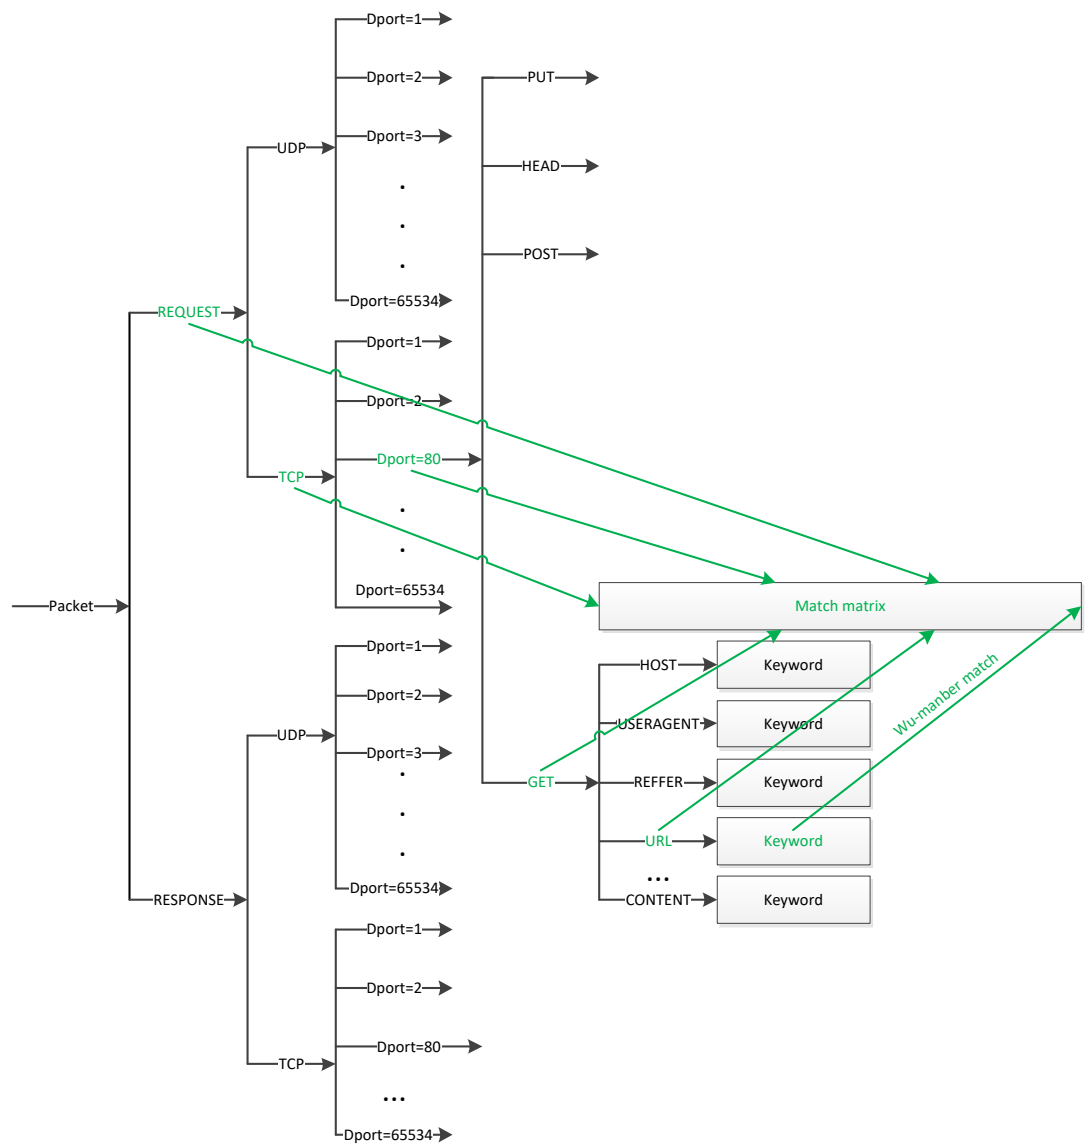 Dport=1
Dport=2
PUT
Dport=3
UDP
HEAD
.
.
POST
.
Dport=65534
REQUEST
Dport=1
Dport=2
Dport=80
TCP
.
.
Dport=65534
Packet
Match matrix
Dport=1
HOST
Keyword
Dport=2
Wu-manber match
USERAGENT
Keyword
UDP
Dport=3
.
GET
REFFER
Keyword
.
URL
Keyword
.
...
Dport=65534
RESPONSE
CONTENT
Keyword
Dport=1
Dport=2
Dport=80
TCP
...
Dport=65534